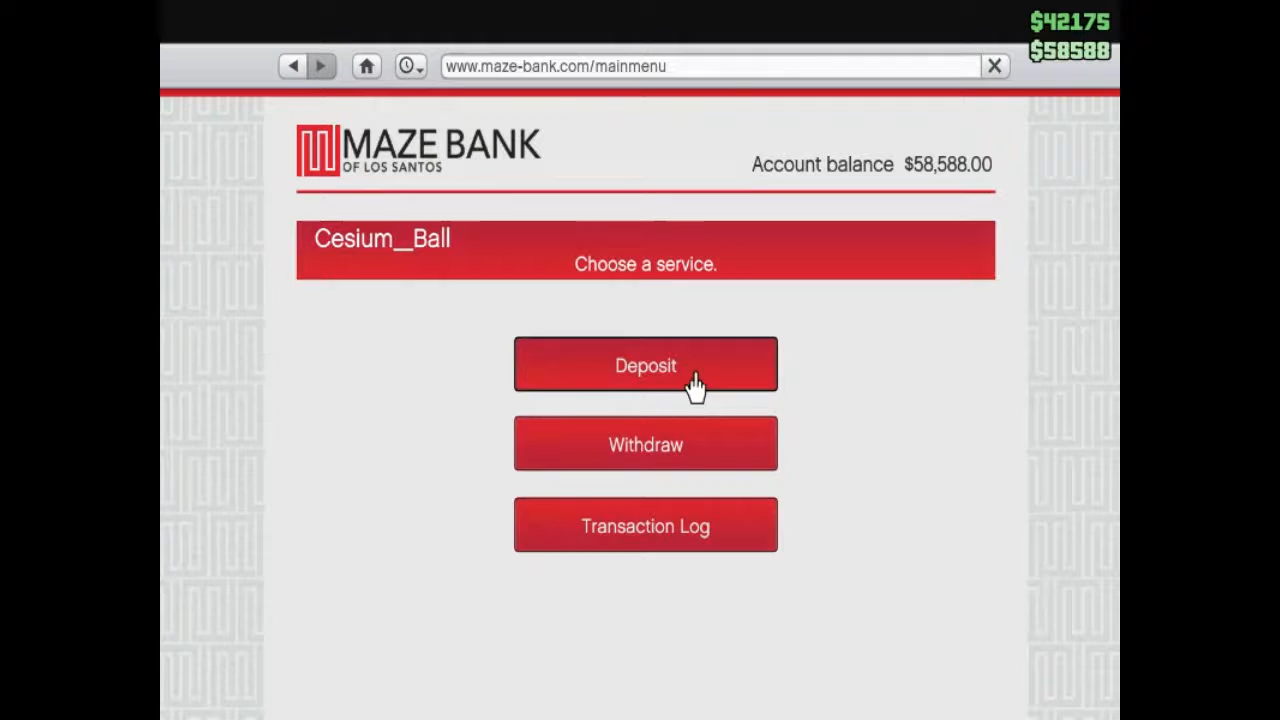 $42175
$58588
www.maze-bank.com/mainmenu
MAZE BANK
OF LOS SANTOS
Account balance $58,588.00
Cesium__Ball
Choose a service.
Deposit
Withdraw
Transaction Log